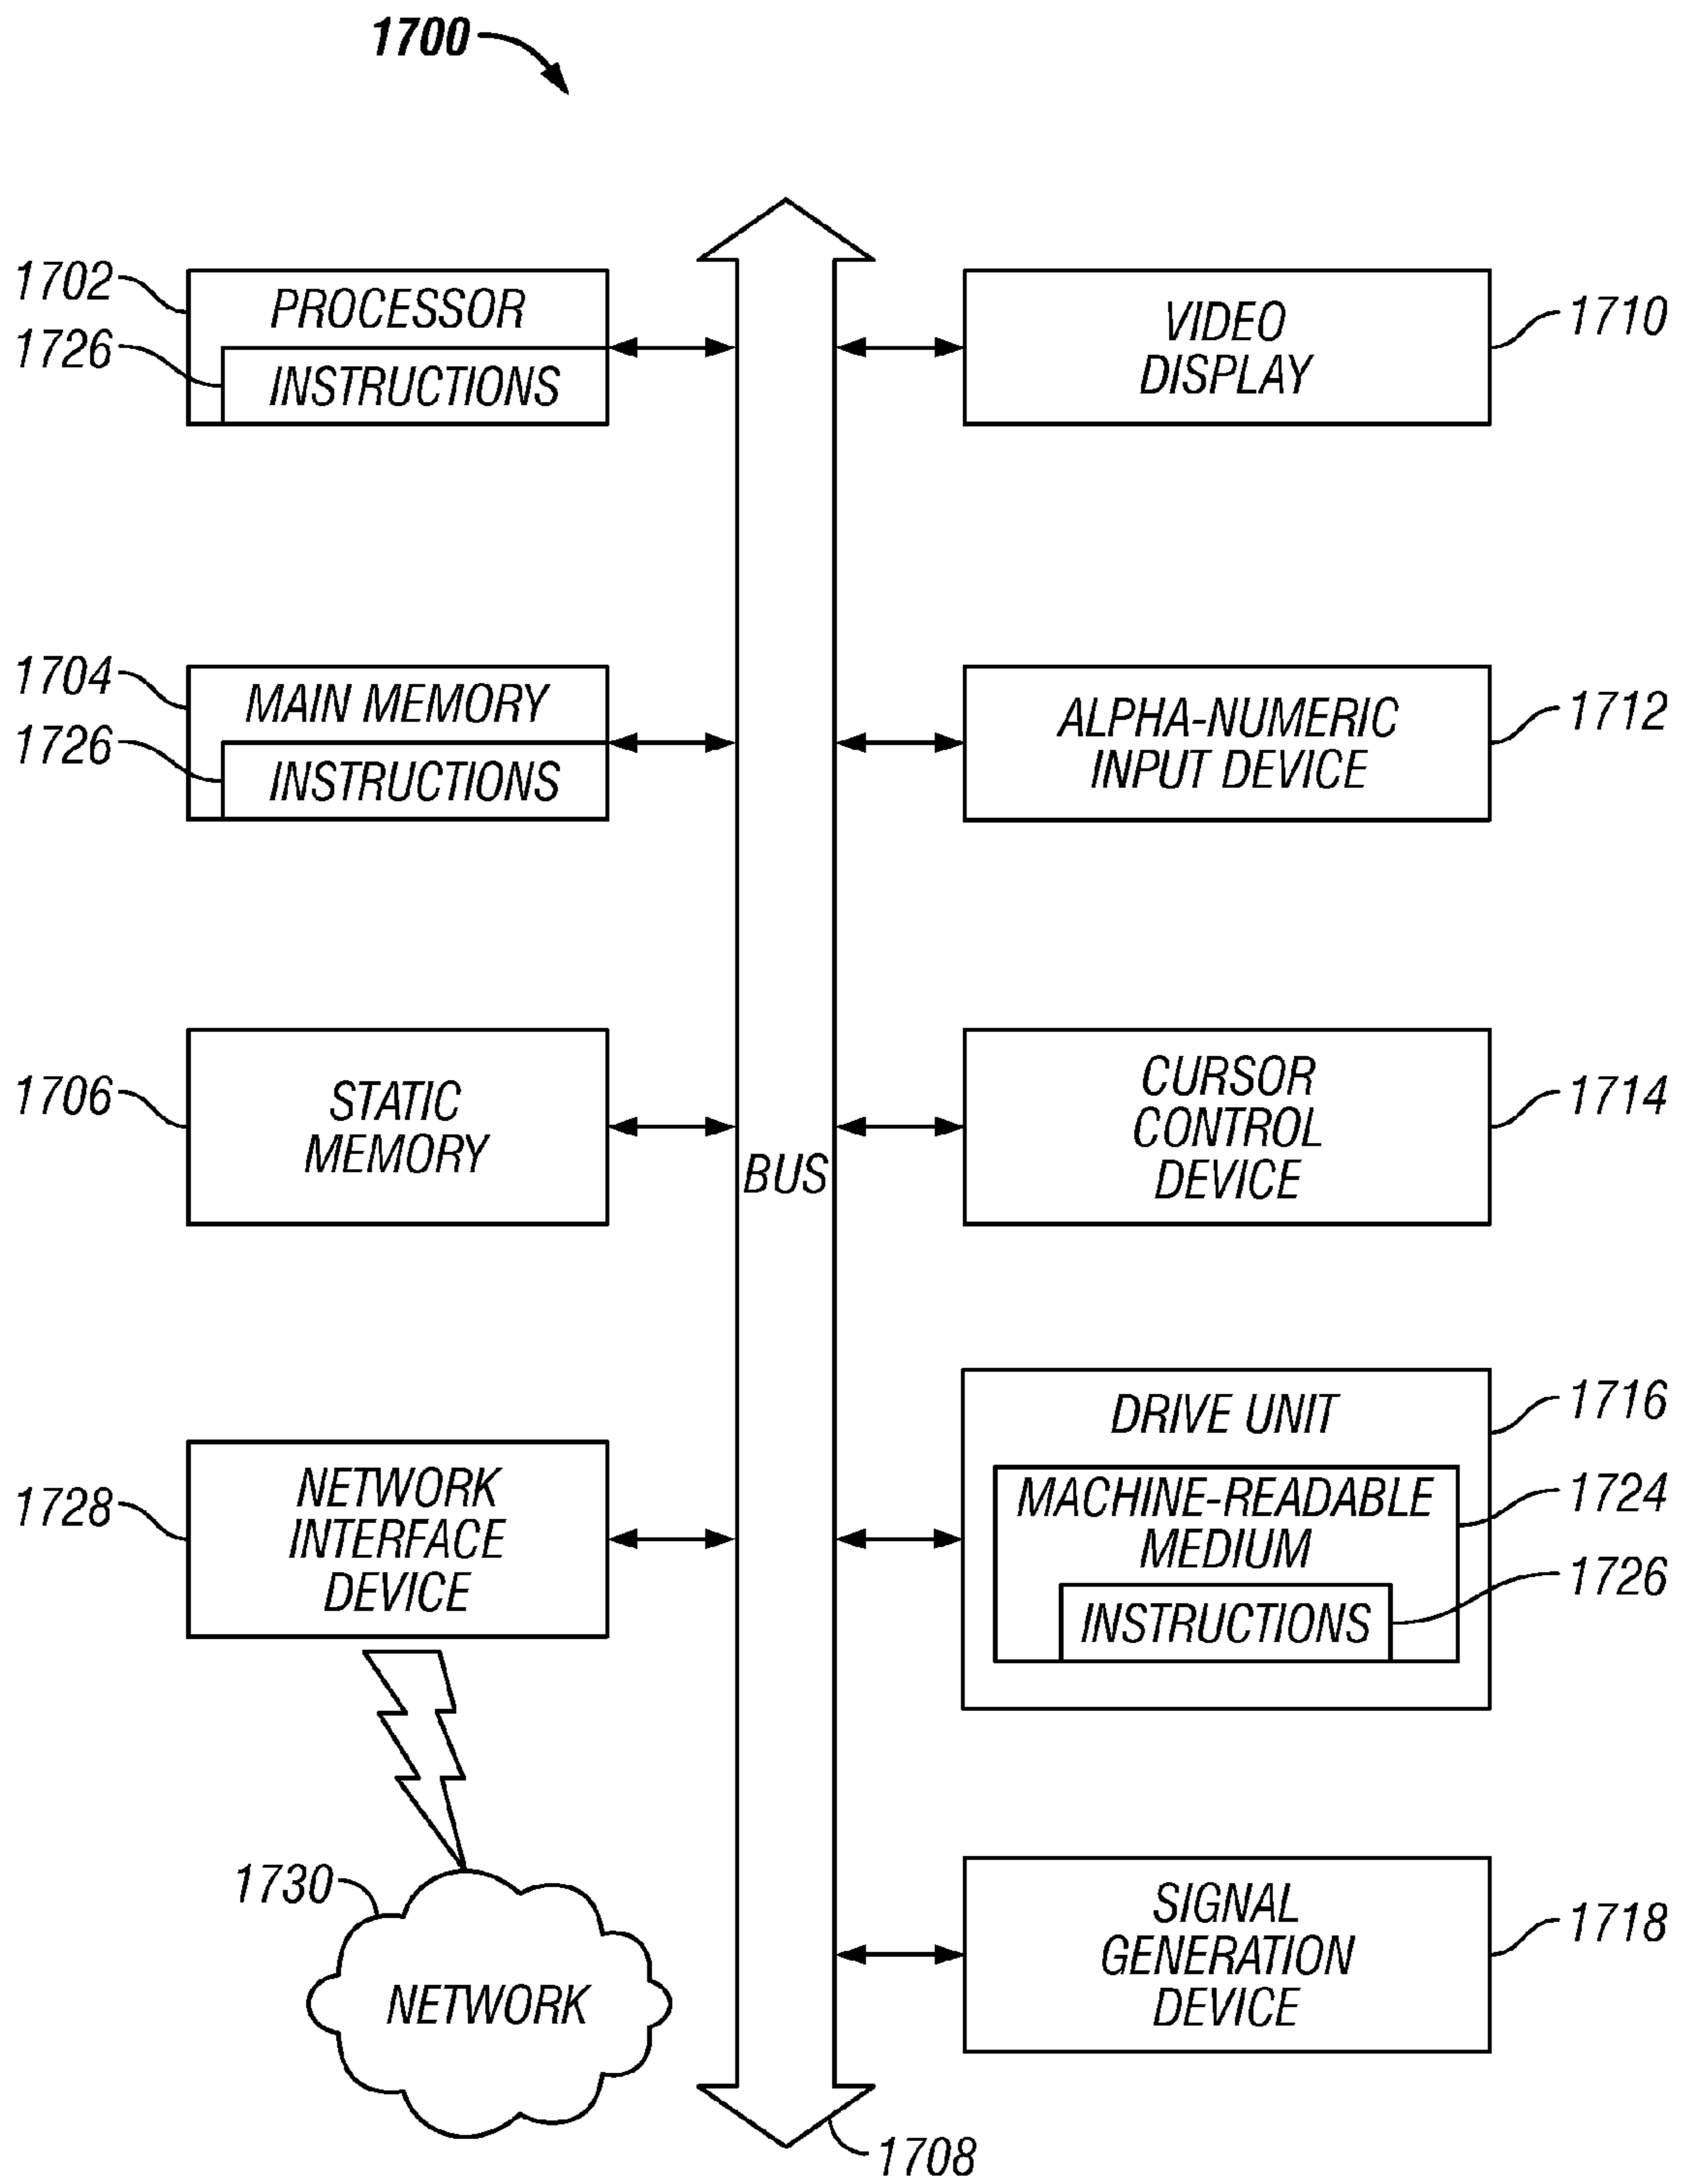 1700
1702
PROCESSOR
1726
INSTRUCTIONS
VIDEO
DISPLAY
1710
1704
MAIN MEMORY
1726
INSTRUCTIONS
ALPHA-NUMERIC
INPUT DEVICE
1712
1706
STATIC
MEMORY
BUS
CURSOR
CONTROL
DEVICE
1714
1728
NETWORK
INTERFACE
DEVICE
DRIVE UNIT
1716
MACHINE-READABLE
MEDIUM
1724
INSTRUCTIONS
1726
1730
NETWORK
SIGNAL
GENERATION
DEVICE
1718
1708